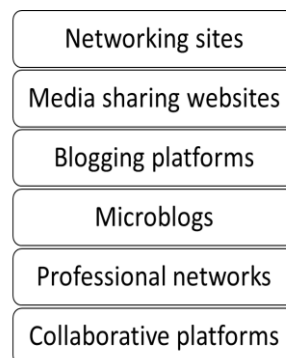 Networking sites
Media sharing websites
Blogging platforms
Microblogs
Professional networks
Collaborative platforms